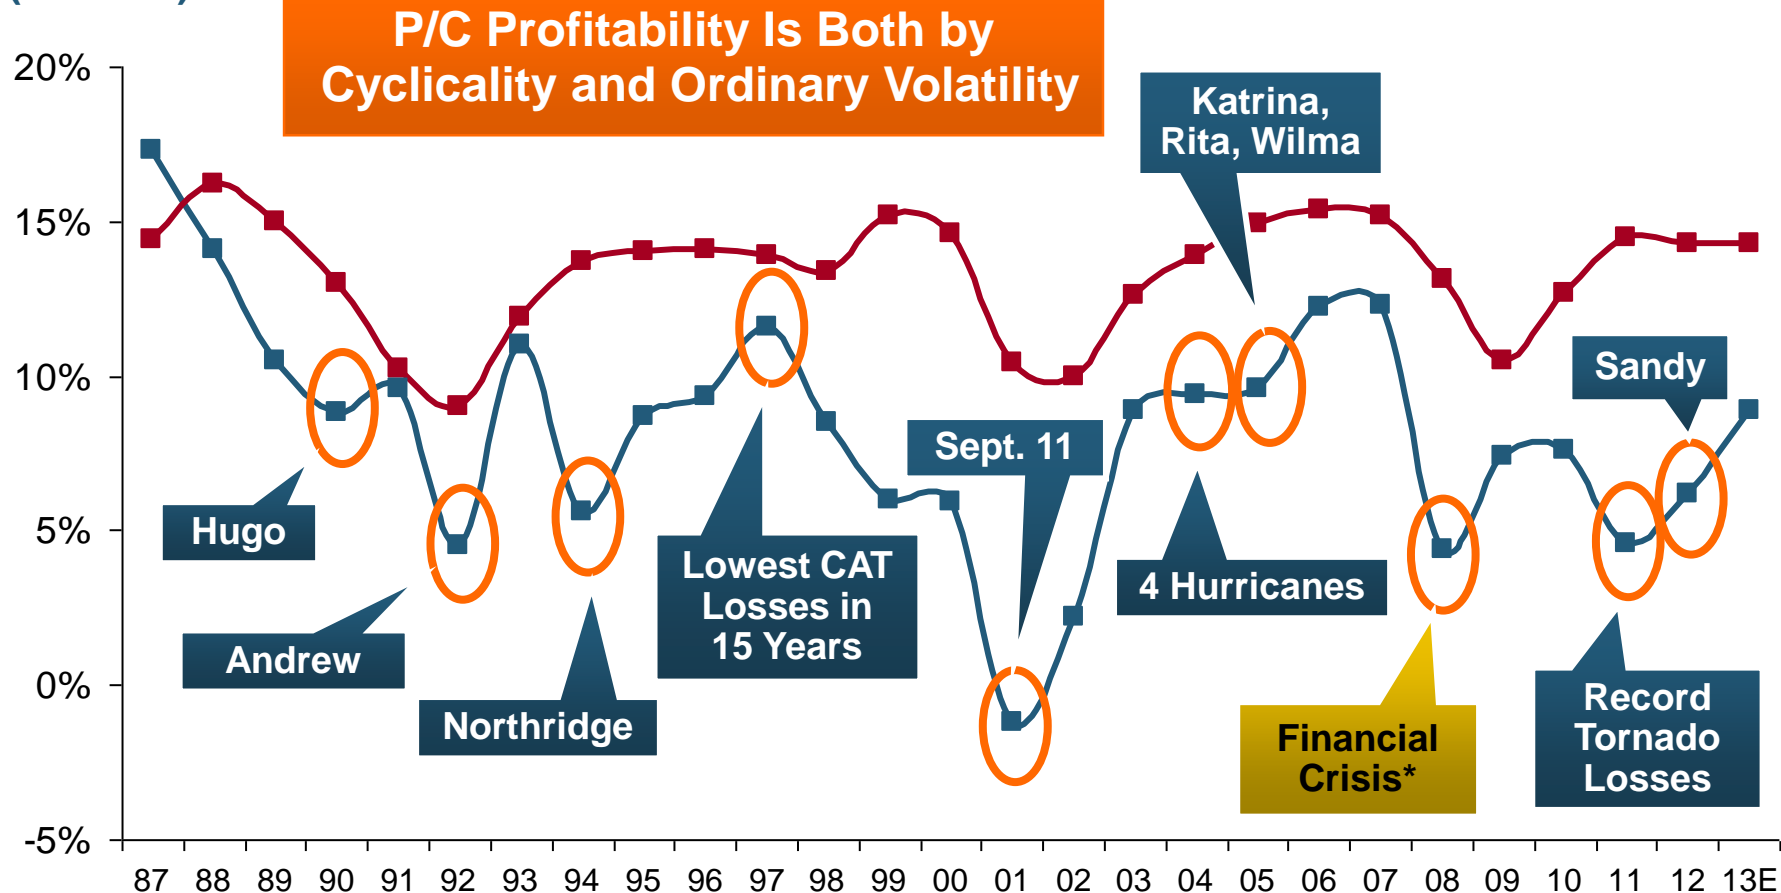 P/C Profitability Is Both by
Cyclicality and Ordinary Volatility
20%
15%
10%
5%
0%
-5%
Katrina,
Rita, Wilma
Sandy
Sept. 11
Hugo
Lowest CAT
Losses in
15 Years
4 Hurricanes
Andrew
Northridge
Financial
Crisis*
Record
Tornado
Losses
87 88 89 90 91 92 93 94 95 96 97 98 99 00 01 02 03 04 05 06 07 08 09 10 11 12 13E